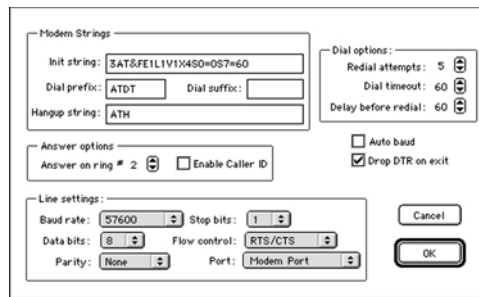 Modem Strings
Init string: 3AT&FE1L1V1X4S0=0S7=60
Dial prefix: ATDT Dial suffix:
Hangup string: ATH
Dial options:
Redial attempts: 5
Dial timeout: 60
Delay before redial: 60
Answer options
Answer on ring # 2 Enable Caller ID
Auto baud
Drop DTR on exit
Line settings:
Baud rate: 57600 Stop bits: 1
Data bits: 8 Flow control: RTS/CTS
Parity: None Port: Modem Port
Cancel
OK